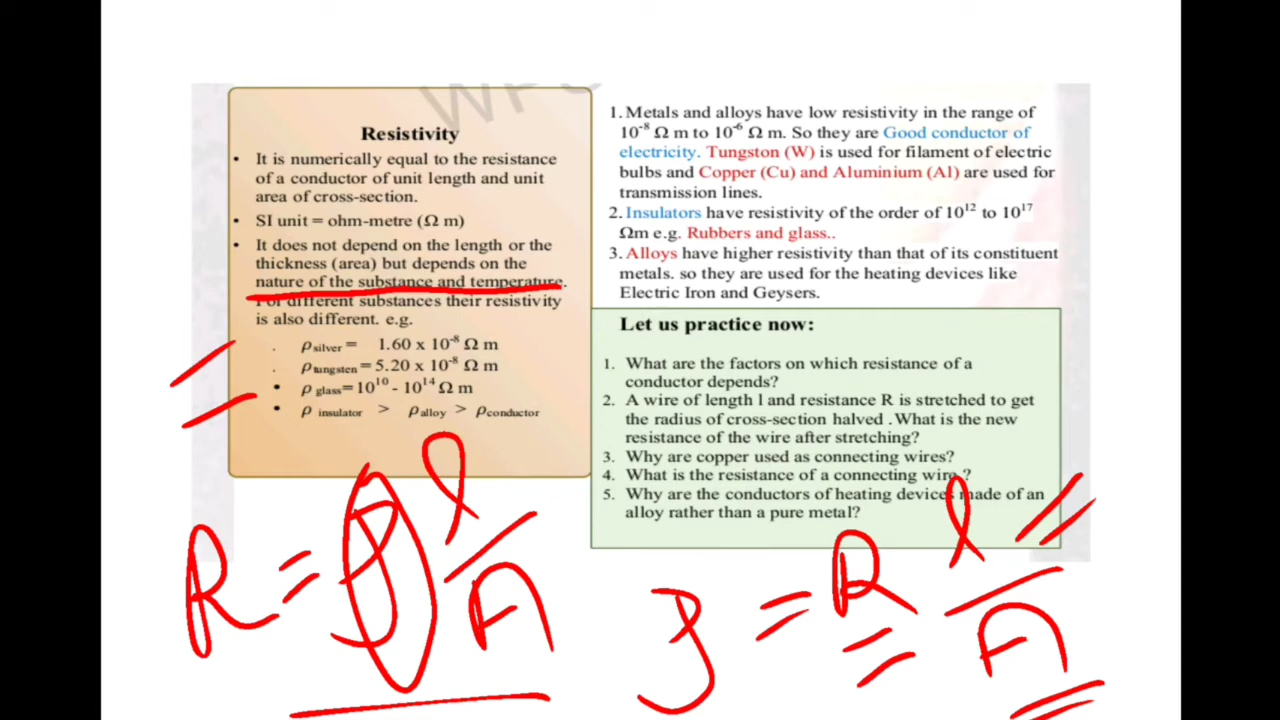 Resistivity
• It is numerically equal to the resistance
of a conductor of unit length and unit
area of cross-section.
• SI unit = ohm-metre (Ω m)
• It does not depend on the length or the
thickness (area) but depends on the
nature of the substance and temperature.
For different substances their resistivity
is also different. e.g.
. ρsilver = 1.60 x 10⁻⁸ Ω m
. ρtungsten = 5.20 x 10⁻⁸ Ω m
• ρ glass = 10¹⁰ - 10¹⁴ Ω m
• ρ insulator > ρalloy > ρconductor
1. Metals and alloys have low resistivity in the range of
10⁻⁸ Ω m to 10⁻⁶ Ω m. So they are Good conductor of
electricity. Tungston (W) is used for filament of electric
bulbs and Copper (Cu) and Aluminium (Al) are used for
transmission lines.
2. Insulators have resistivity of the order of 10¹² to 10¹⁷
Ωm e.g. Rubbers and glass..
3. Alloys have higher resistivity than that of its constituent
metals. so they are used for the heating devices like
Electric Iron and Geysers.
Let us practice now:
1. What are the factors on which resistance of a
conductor depends?
2. A wire of length l and resistance R is stretched to get
the radius of cross-section halved .What is the new
resistance of the wire after stretching?
3. Why are copper used as connecting wires?
4. What is the resistance of a connecting wire ?
5. Why are the conductors of heating devices made of an
alloy rather than a pure metal?
R = ρ l/A
ρ = R l/A